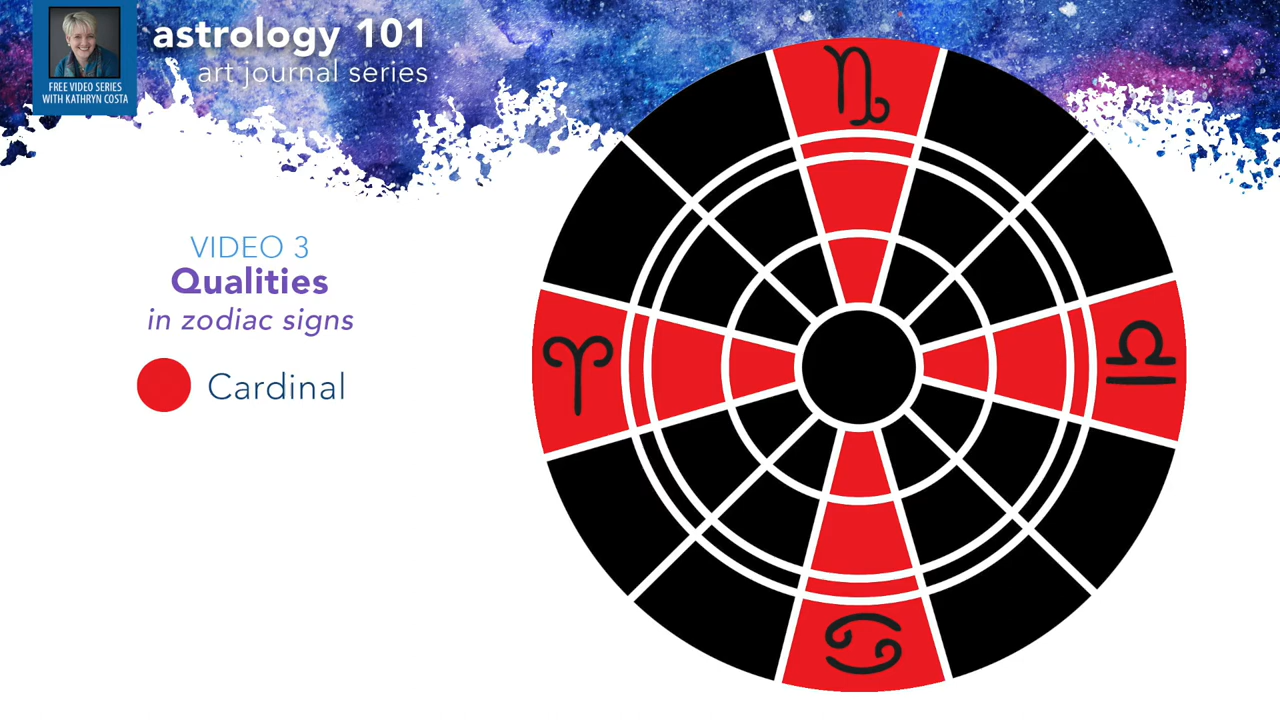 astrology 101
art journal series
FREE VIDEO SERIES
WITH KATHRYN COSTA
VIDEO 3
Qualities
in zodiac signs
Cardinal
♑
♈
♎
♋